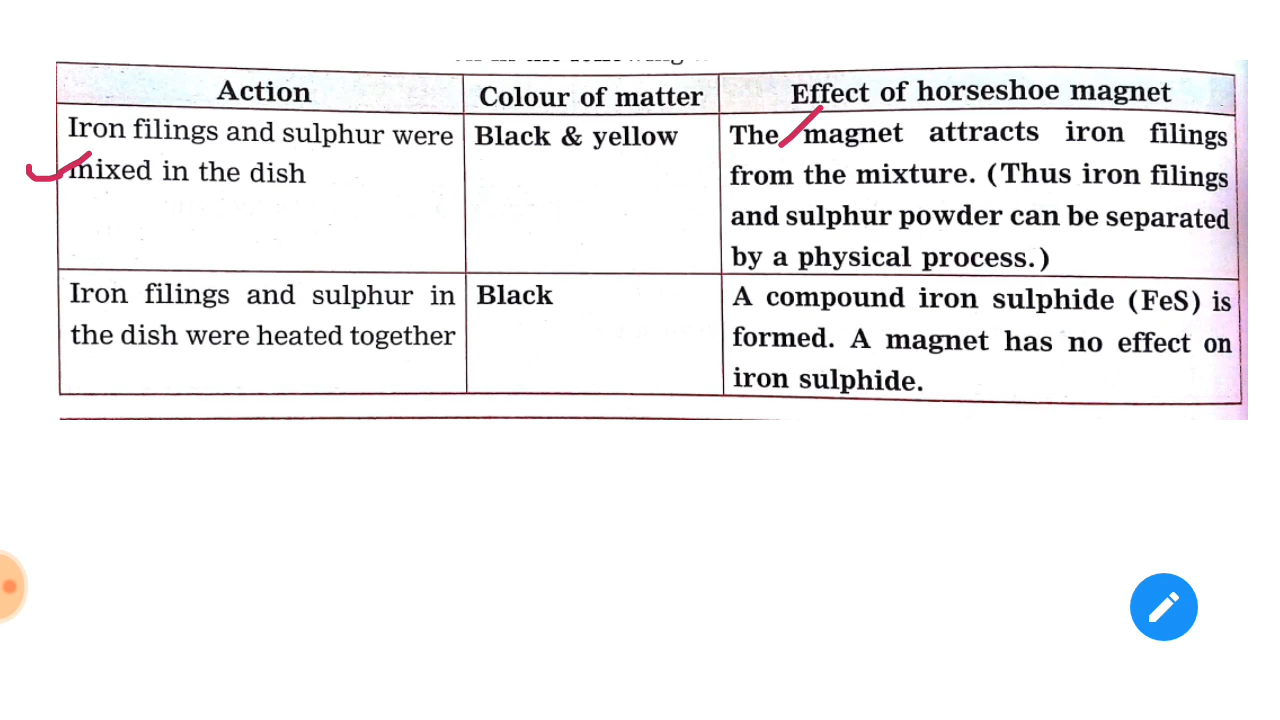 Action
Colour of matter
Effect of horseshoe magnet
Iron filings and sulphur were
mixed in the dish
Black & yellow
The magnet attracts iron filings
from the mixture. (Thus iron filings
and sulphur powder can be separated
by a physical process.)
Iron filings and sulphur in
the dish were heated together
Black
A compound iron sulphide (FeS) is
formed. A magnet has no effect on
iron sulphide.